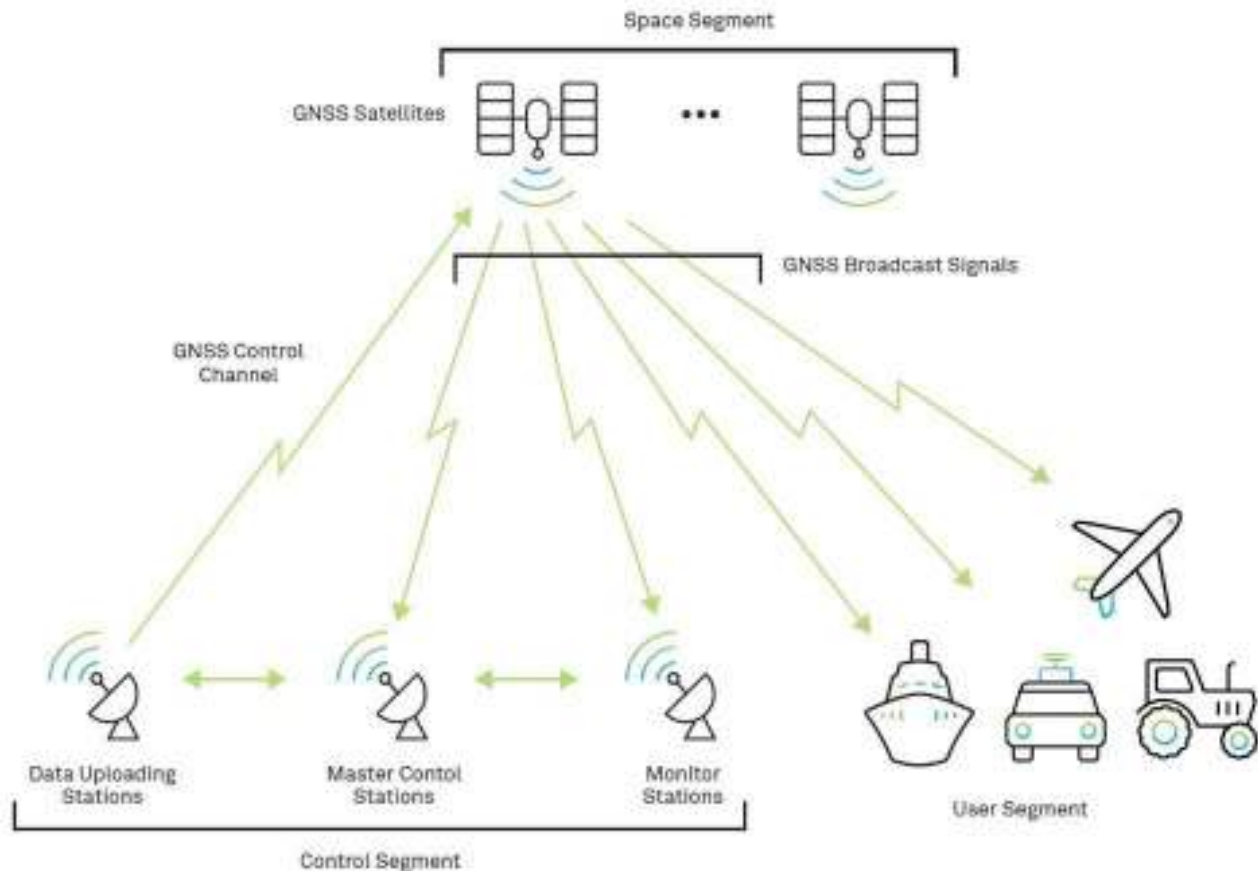 Space Segment
GNSS Satellites
GNSS Broadcast Signals
GNSS Control
Channel
Data Uploading
Stations
Master Contol
Stations
Monitor
Stations
User Segment
Control Segment